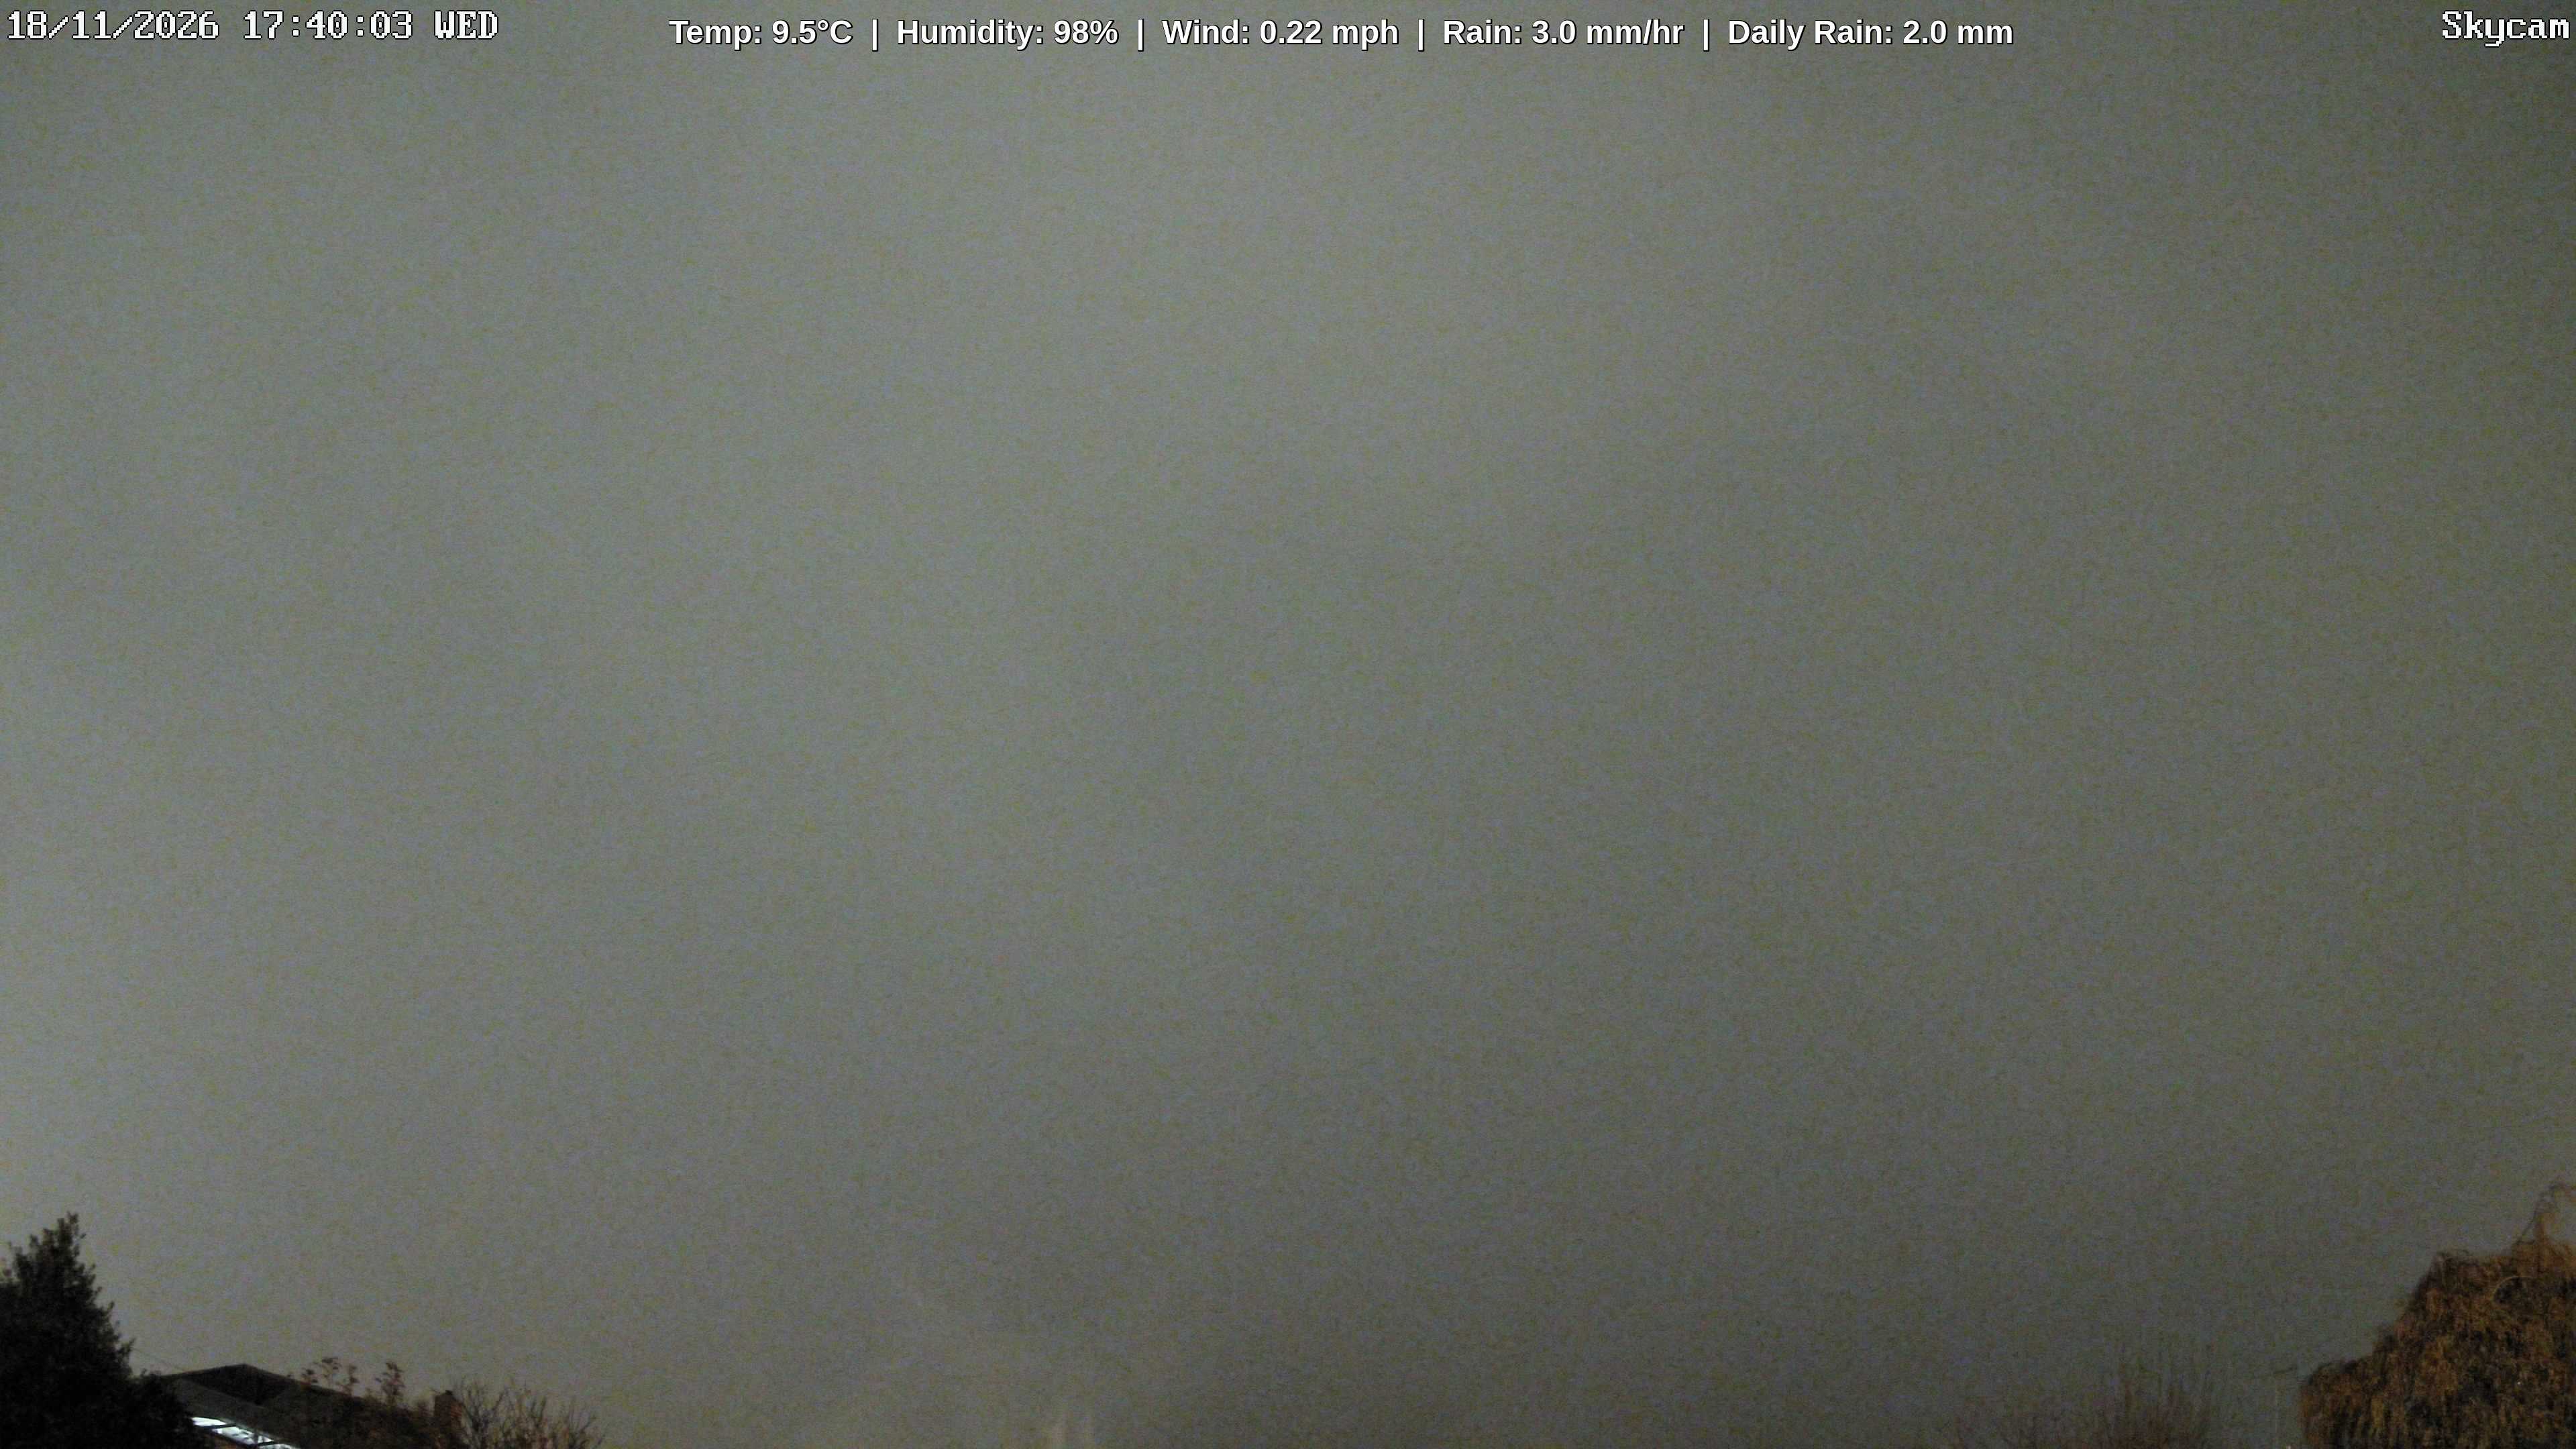 18/11/2026 17:40:03 WED
Temp: 9.5°C | Humidity: 98% | Wind: 0.22 mph | Rain: 3.0 mm/hr | Daily Rain: 2.0 mm
Skycam